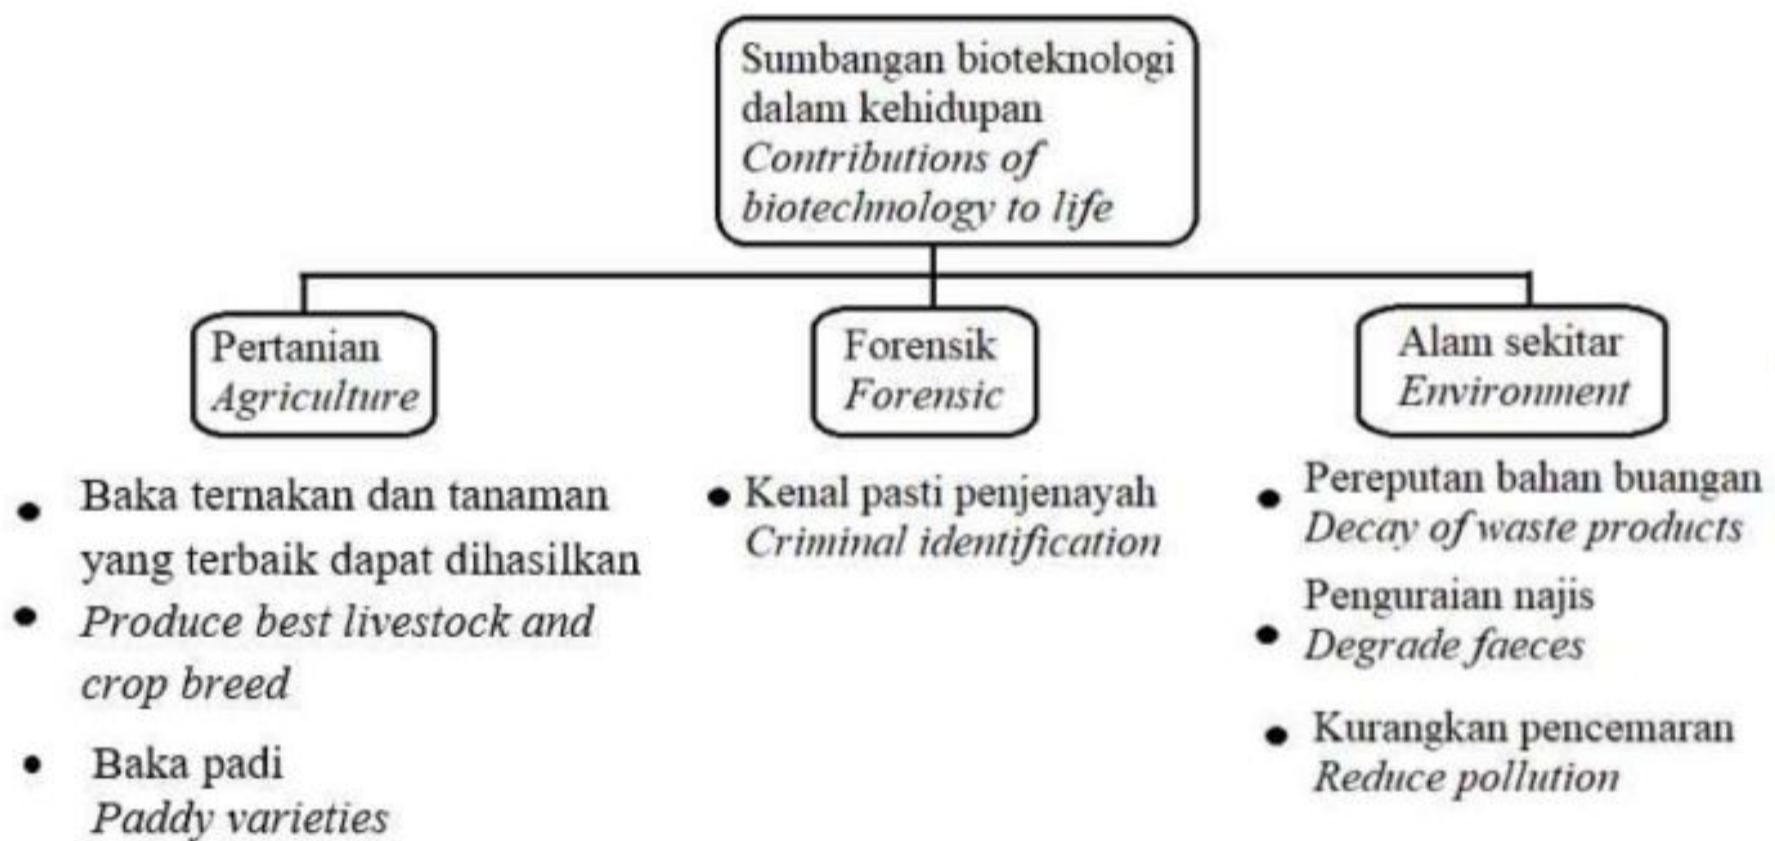 Sumbangan bioteknologi
dalam kehidupan
Contributions of
biotechnology to life
Pertanian
Agriculture
• Baka ternakan dan tanaman
yang terbaik dapat dihasilkan
• Produce best livestock and
crop breed
• Baka padi
Paddy varieties
Forensik
Forensic
• Kenal pasti penjenayah
Criminal identification
Alam sekitar
Environment
• Pereputan bahan buangan
Decay of waste products
• Penguraian najis
Degrade faeces
• Kurangkan pencemaran
Reduce pollution